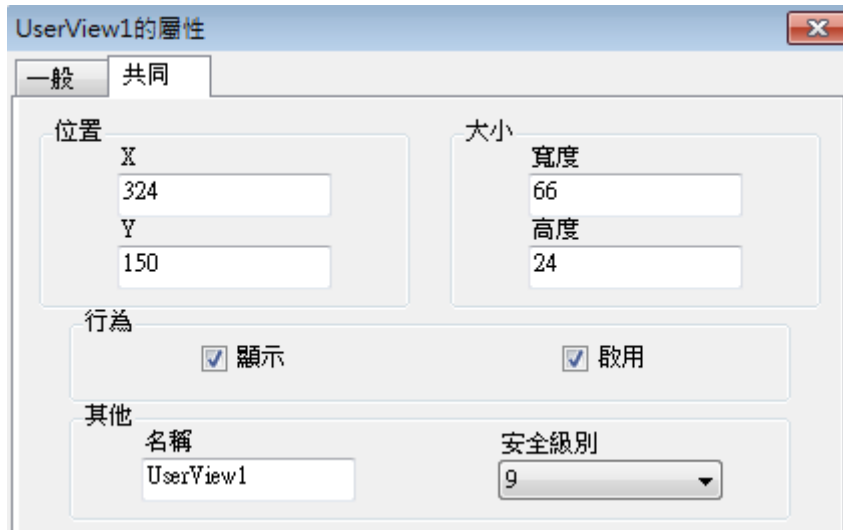 UserView1的屬性
一般 共同
位置
X
324
Y
150
大小
寬度
66
高度
24
行為
顯示 啟用
其他
名稱
UserView1
安全級別
9